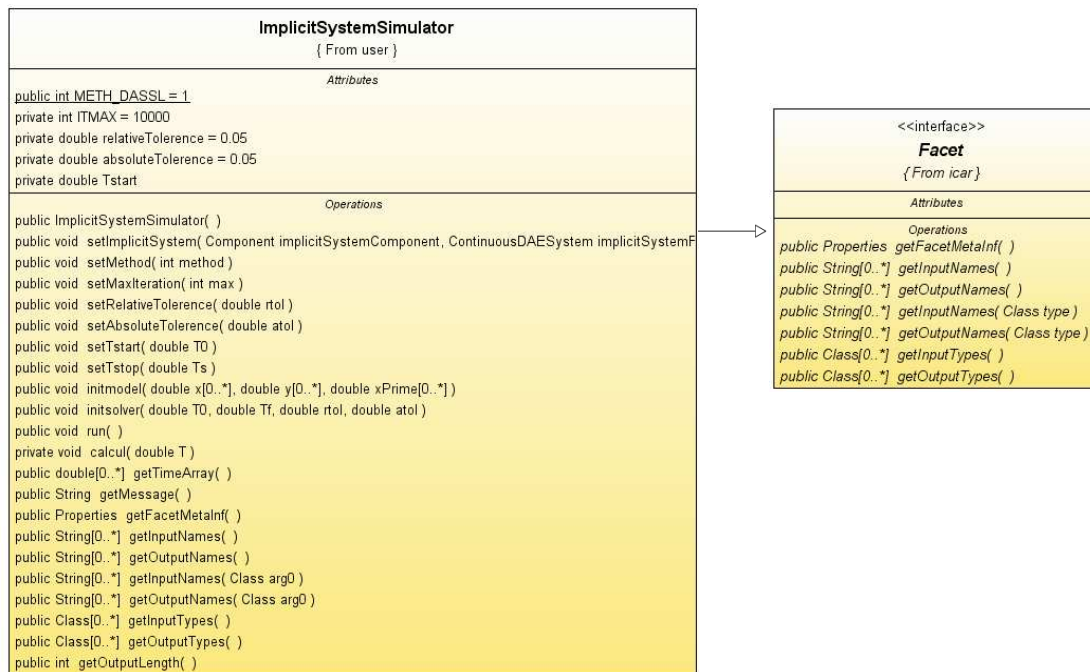 ImplicitSystemSimulator
{ From user }
Attributes
public int METH_DASSL = 1
private int ITMAX = 10000
private double relativeTolerence = 0.05
private double absoluteTolerence = 0.05
private double Tstart
Operations
public ImplicitSystemSimulator( )
public void setImplicitSystem( Component implicitSystemComponent, ContinuousDAESystem implicitSystemF
public void setMethod( int method )
public void setMaxIteration( int max )
public void setRelativeTolerence( double rtol )
public void setAbsoluteTolerence( double atol )
public void setTstart( double T0 )
public void setTstop( double Ts )
public void initmodel( double x[0..*], double y[0..*], double xPrime[0..*] )
public void initsolver( double T0, double Tf, double rtol, double atol )
public void run( )
private void calcul( double T )
public double[0..*] getTimeArray( )
public String getMessage( )
public Properties getFacetMetaInf( )
public String[0..*] getInputNames( )
public String[0..*] getOutputNames( )
public String[0..*] getInputNames( Class arg0 )
public String[0..*] getOutputNames( Class arg0 )
public Class[0..*] getInputTypes( )
public Class[0..*] getOutputTypes( )
public int getOutputLength( )
<<interface>>
Facet
{ From icar }
Attributes
Operations
public Properties getFacetMetaInf( )
public String[0..*] getInputNames( )
public String[0..*] getOutputNames( )
public String[0..*] getInputNames( Class type )
public String[0..*] getOutputNames( Class type )
public Class[0..*] getInputTypes( )
public Class[0..*] getOutputTypes( )